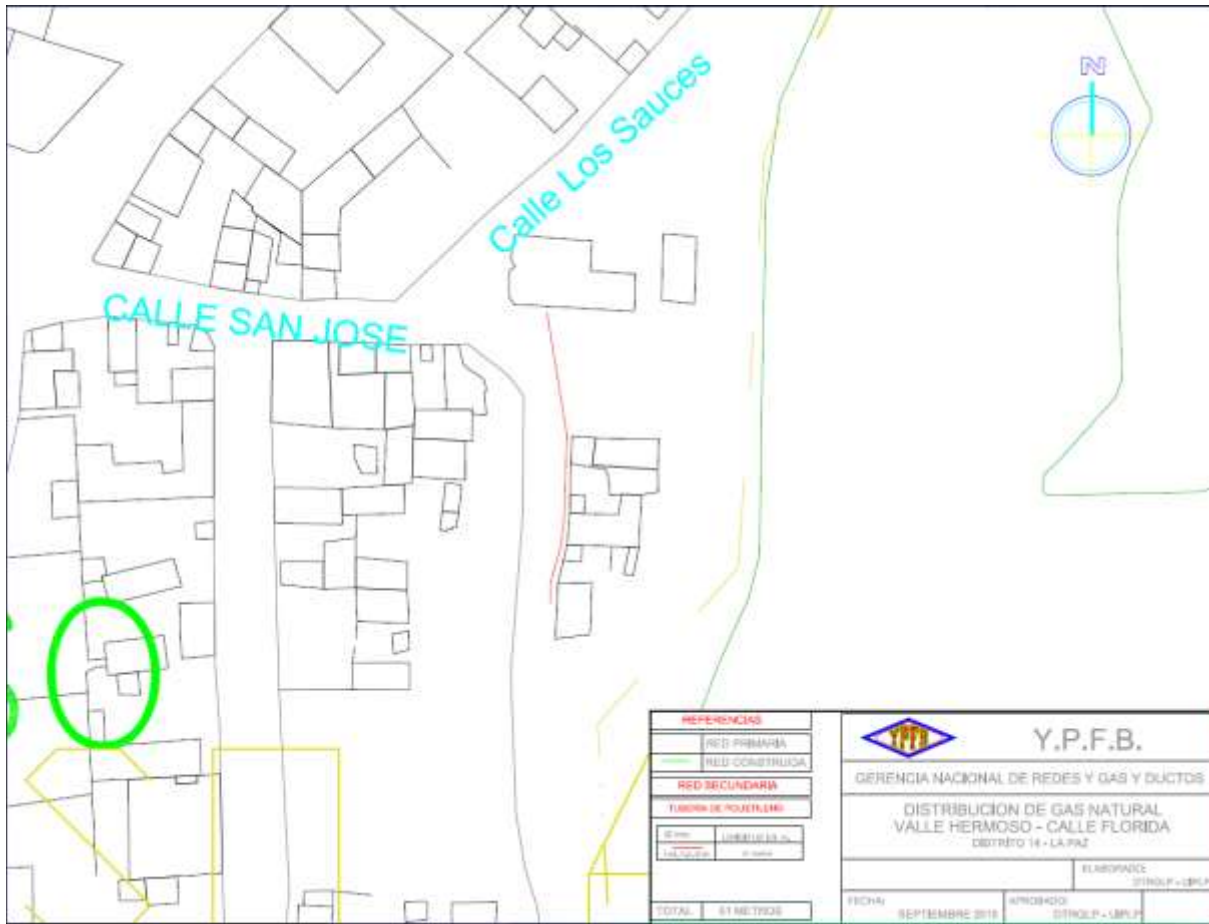 Calle Los Sauces
N
CALLE SAN JOSE
REFERENCIAS
RED PRIMARIA
RED CONSTRUIDA
RED SECUNDARIA
TUBERIA DE POLIETILENO
TOTAL 61 METROS
YPFB
Y.P.F.B.
GERENCIA NACIONAL DE REDES Y GAS Y DUCTOS
DISTRIBUCION DE GAS NATURAL
VALLE HERMOSO - CALLE FLORIDA
DISTRITO 14 - LA PAZ
ELABORADO:
FECHA:
APROBADO: